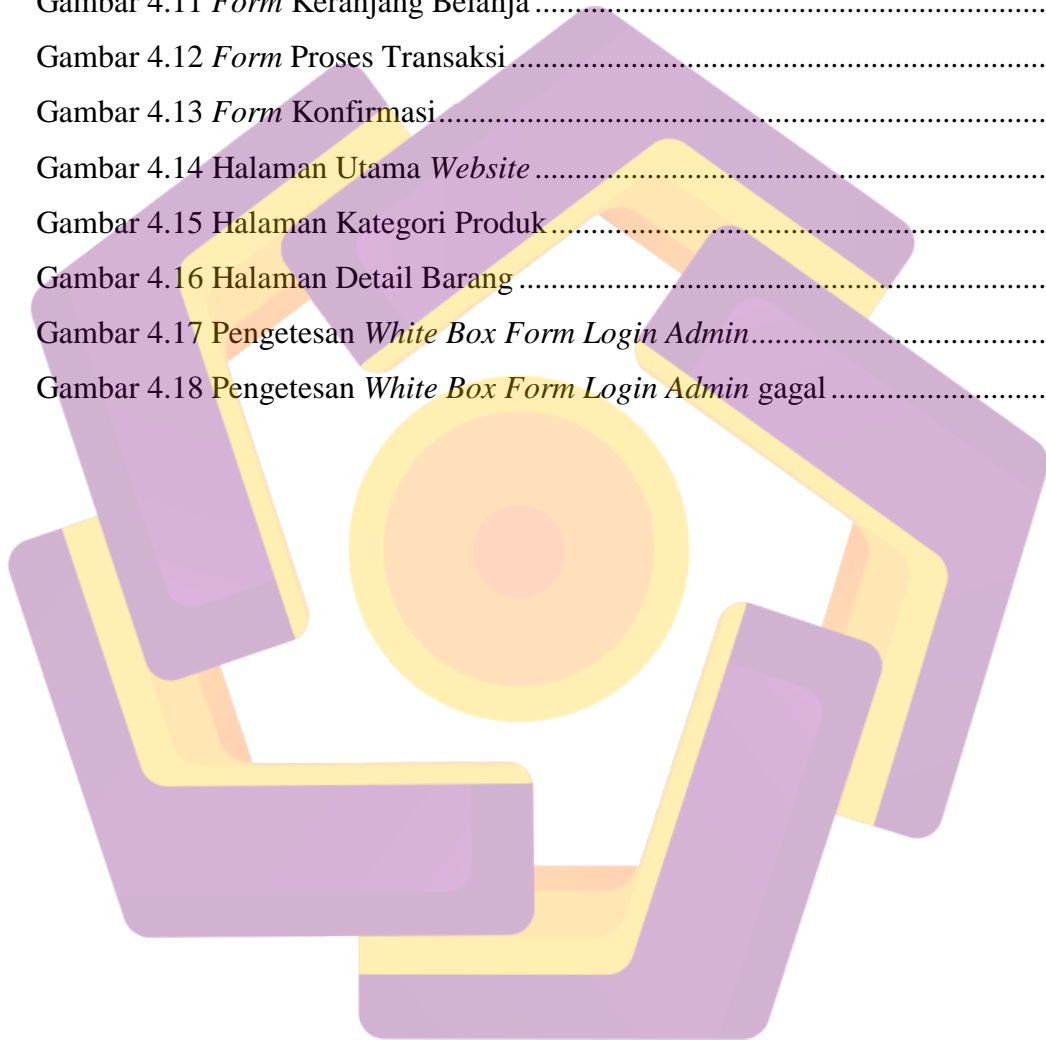 Gambar 4.11 Form Keranjang Belanja ........................................................................
Gambar 4.12 Form Proses Transaksi ........................................................................
Gambar 4.13 Form Konfirmasi ........................................................................
Gambar 4.14 Halaman Utama Website ........................................................................
Gambar 4.15 Halaman Kategori Produk ........................................................................
Gambar 4.16 Halaman Detail Barang ........................................................................
Gambar 4.17 Pengetesan White Box Form Login Admin ..........................................
Gambar 4.18 Pengetesan White Box Form Login Admin gagal ..............................